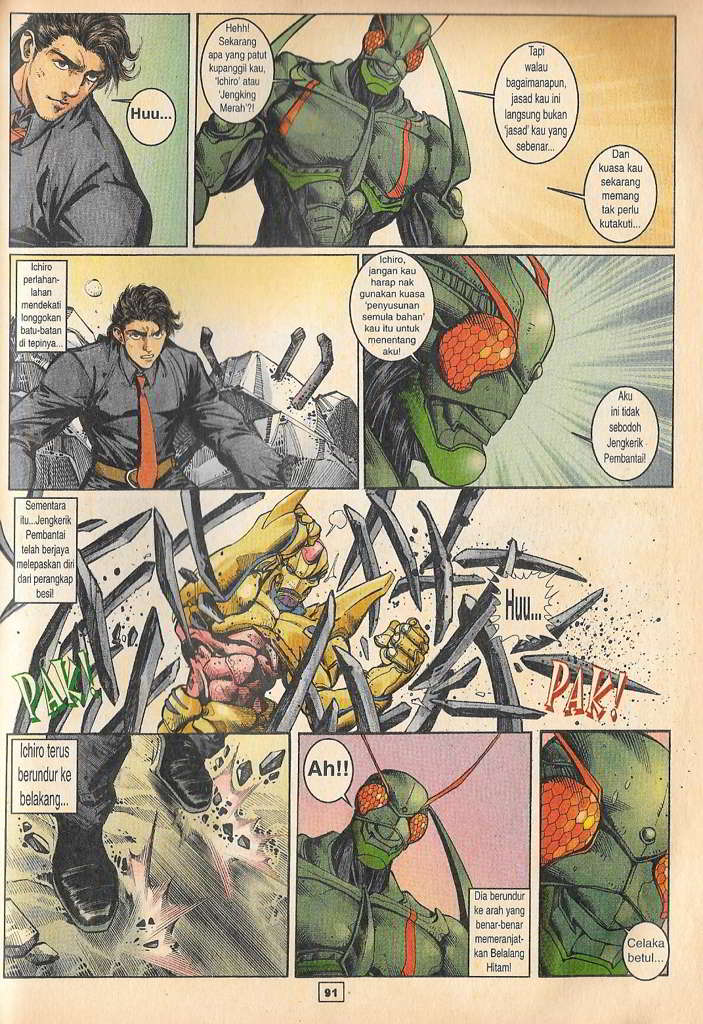 Huu...
Hehh!
Sekarang
apa yang patut
kupanggil kau,
'Ichiro' atau
'Jengking
Merah'?!
Tapi
walau
bagaimanapun,
jasad kau ini
langsung bukan
'jasad' kau yang
sebenar...
Dan
kuasa kau
sekarang
memang
tak perlu
kutakuti...
Ichiro
perlahan-
lahan
mendekati
longgokan
batu-batan
di tepinya...
Ichiro,
jangan kau
harap nak
gunakan kuasa
'penyusunan
semula bahan'
kau itu untuk
menentang
aku!
Aku
ini tidak
sebodoh
Jengkerik
Pembantai!
Sementara
itu...Jengkerik
Pembantai
telah berjaya
melepaskan diri
dari perangkap
besi!
Huu...
PAK!
PAK!
Ichiro terus
berundur ke
belakang...
Ah!!
Dia berundur
ke arah yang
benar-benar
memeranjat-
kan Belalang
Hitam!
Celaka
betul...
91